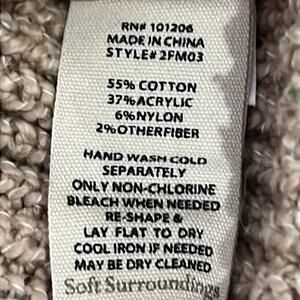 RN# 101206
MADE IN CHINA
STYLE# 2FM03
55% COTTON
37% ACRYLIC
6% NYLON
2% OTHER FIBER
HAND WASH COLD
SEPARATELY
ONLY NON-CHLORINE
BLEACH WHEN NEEDED
RE-SHAPE &
LAY FLAT TO DRY
COOL IRON IF NEEDED
MAY BE DRY CLEANED
Soft Surroundings